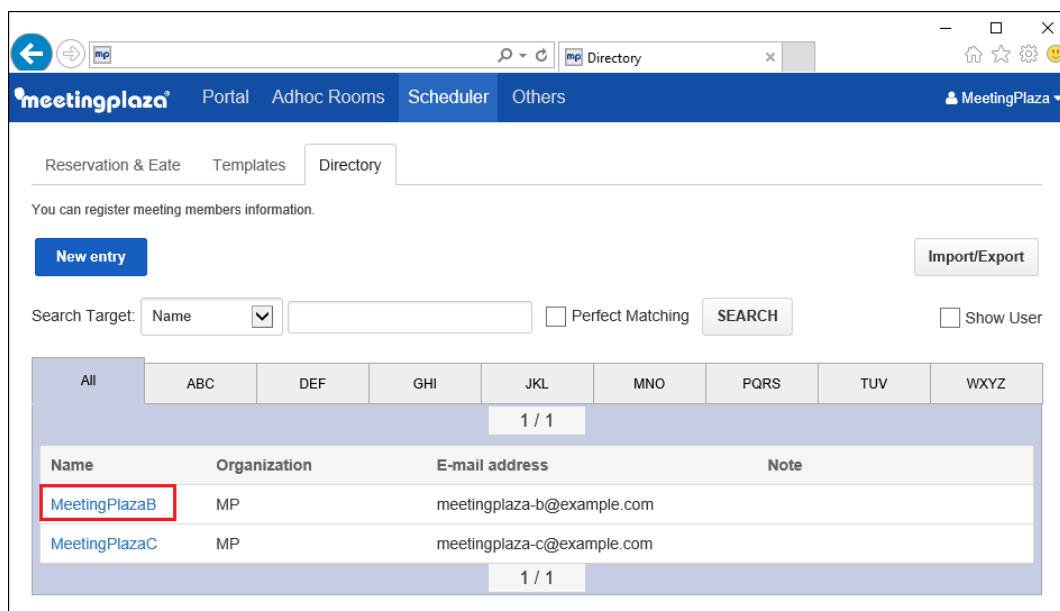 mp
mp Directory
meetingplaza® Portal Adhoc Rooms Scheduler Others MeetingPlaza
Reservation & Eate Templates Directory
You can register meeting members information.
New entry Import/Export
Search Target: Name Perfect Matching SEARCH Show User
All ABC DEF GHI JKL MNO PQRS TUV WXYZ
1 / 1
Name Organization E-mail address Note
MeetingPlazaB MP meetingplaza-b@example.com
MeetingPlazaC MP meetingplaza-c@example.com
1 / 1